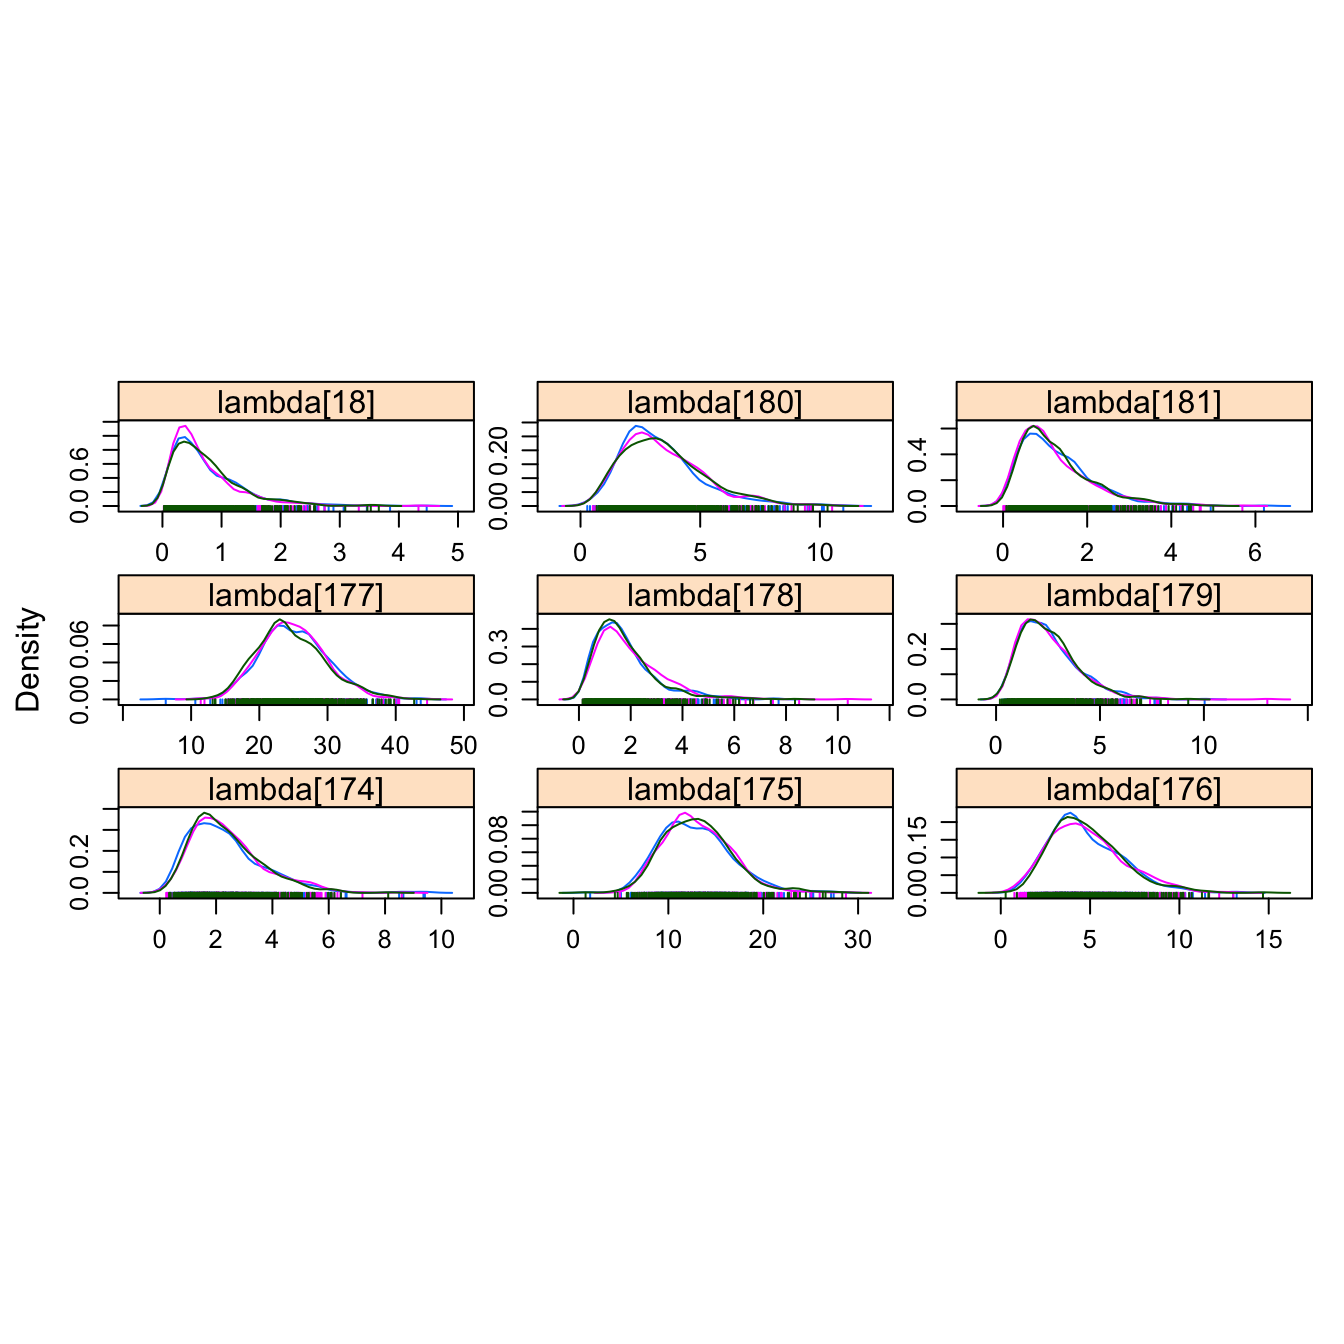 Density
lambda[18]
0.0 0.6
0 1 2 3 4 5
lambda[180]
0.00 0.20
0 5 10
lambda[181]
0.0 0.4
0 2 4 6
lambda[177]
0.00 0.06
10 20 30 40 50
lambda[178]
0.0 0.3
0 2 4 6 8 10
lambda[179]
0.0 0.2
0 5 10
lambda[174]
0.0 0.2
0 2 4 6 8 10
lambda[175]
0.00 0.08
0 10 20 30
lambda[176]
0.00 0.15
0 5 10 15